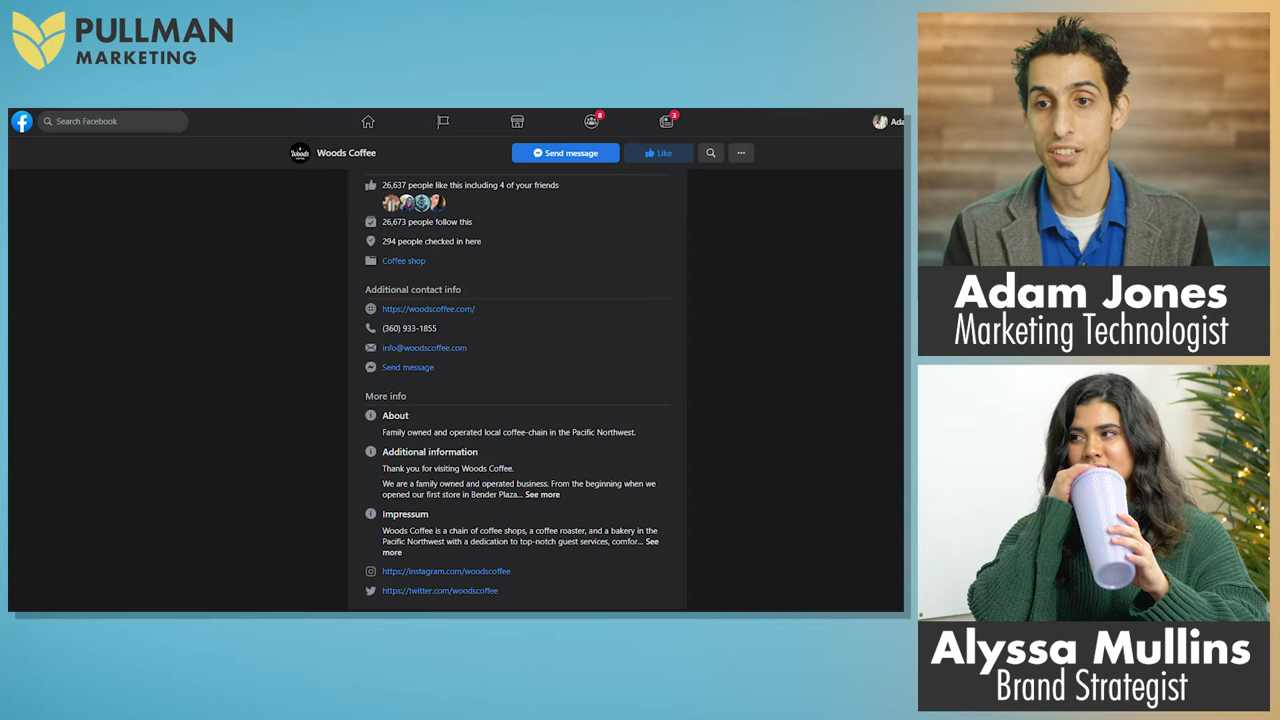 PULLMAN
MARKETING
Search Facebook
8
3
Ada
Woods Coffee
Send message
Like
26,637 people like this including 4 of your friends
26,673 people follow this
294 people checked in here
Coffee shop
Additional contact info
https://woodscoffee.com/
(360) 933-1855
info@woodscoffee.com
Send message
More info
About
Family owned and operated local coffee-chain in the Pacific Northwest.
Additional information
Thank you for visiting Woods Coffee.
We are a family owned and operated business. From the beginning when we
opened our first store in Bender Plaza... See more
Impressum
Woods Coffee is a chain of coffee shops, a coffee roaster, and a bakery in the
Pacific Northwest with a dedication to top-notch guest services, comfor... See
more
https://instagram.com/woodscoffee
https://twitter.com/woodscoffee
Adam Jones
Marketing Technologist
Alyssa Mullins
Brand Strategist